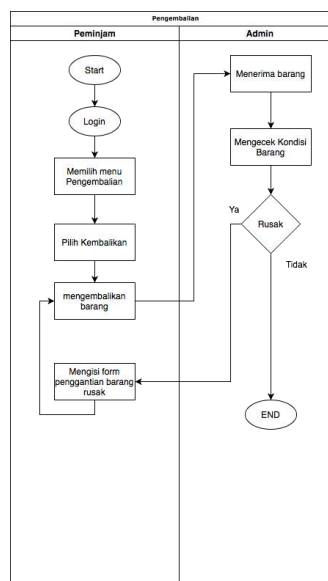 Pengembalian
Peminjam
Admin
Start
Login
Memilih menu
Pengembalian
Pilih Kembalikan
mengembalikan
barang
Mengisi form
penggantian barang
rusak
Menerima barang
Mengecek Kondisi
Barang
Rusak
Ya
Tidak
END